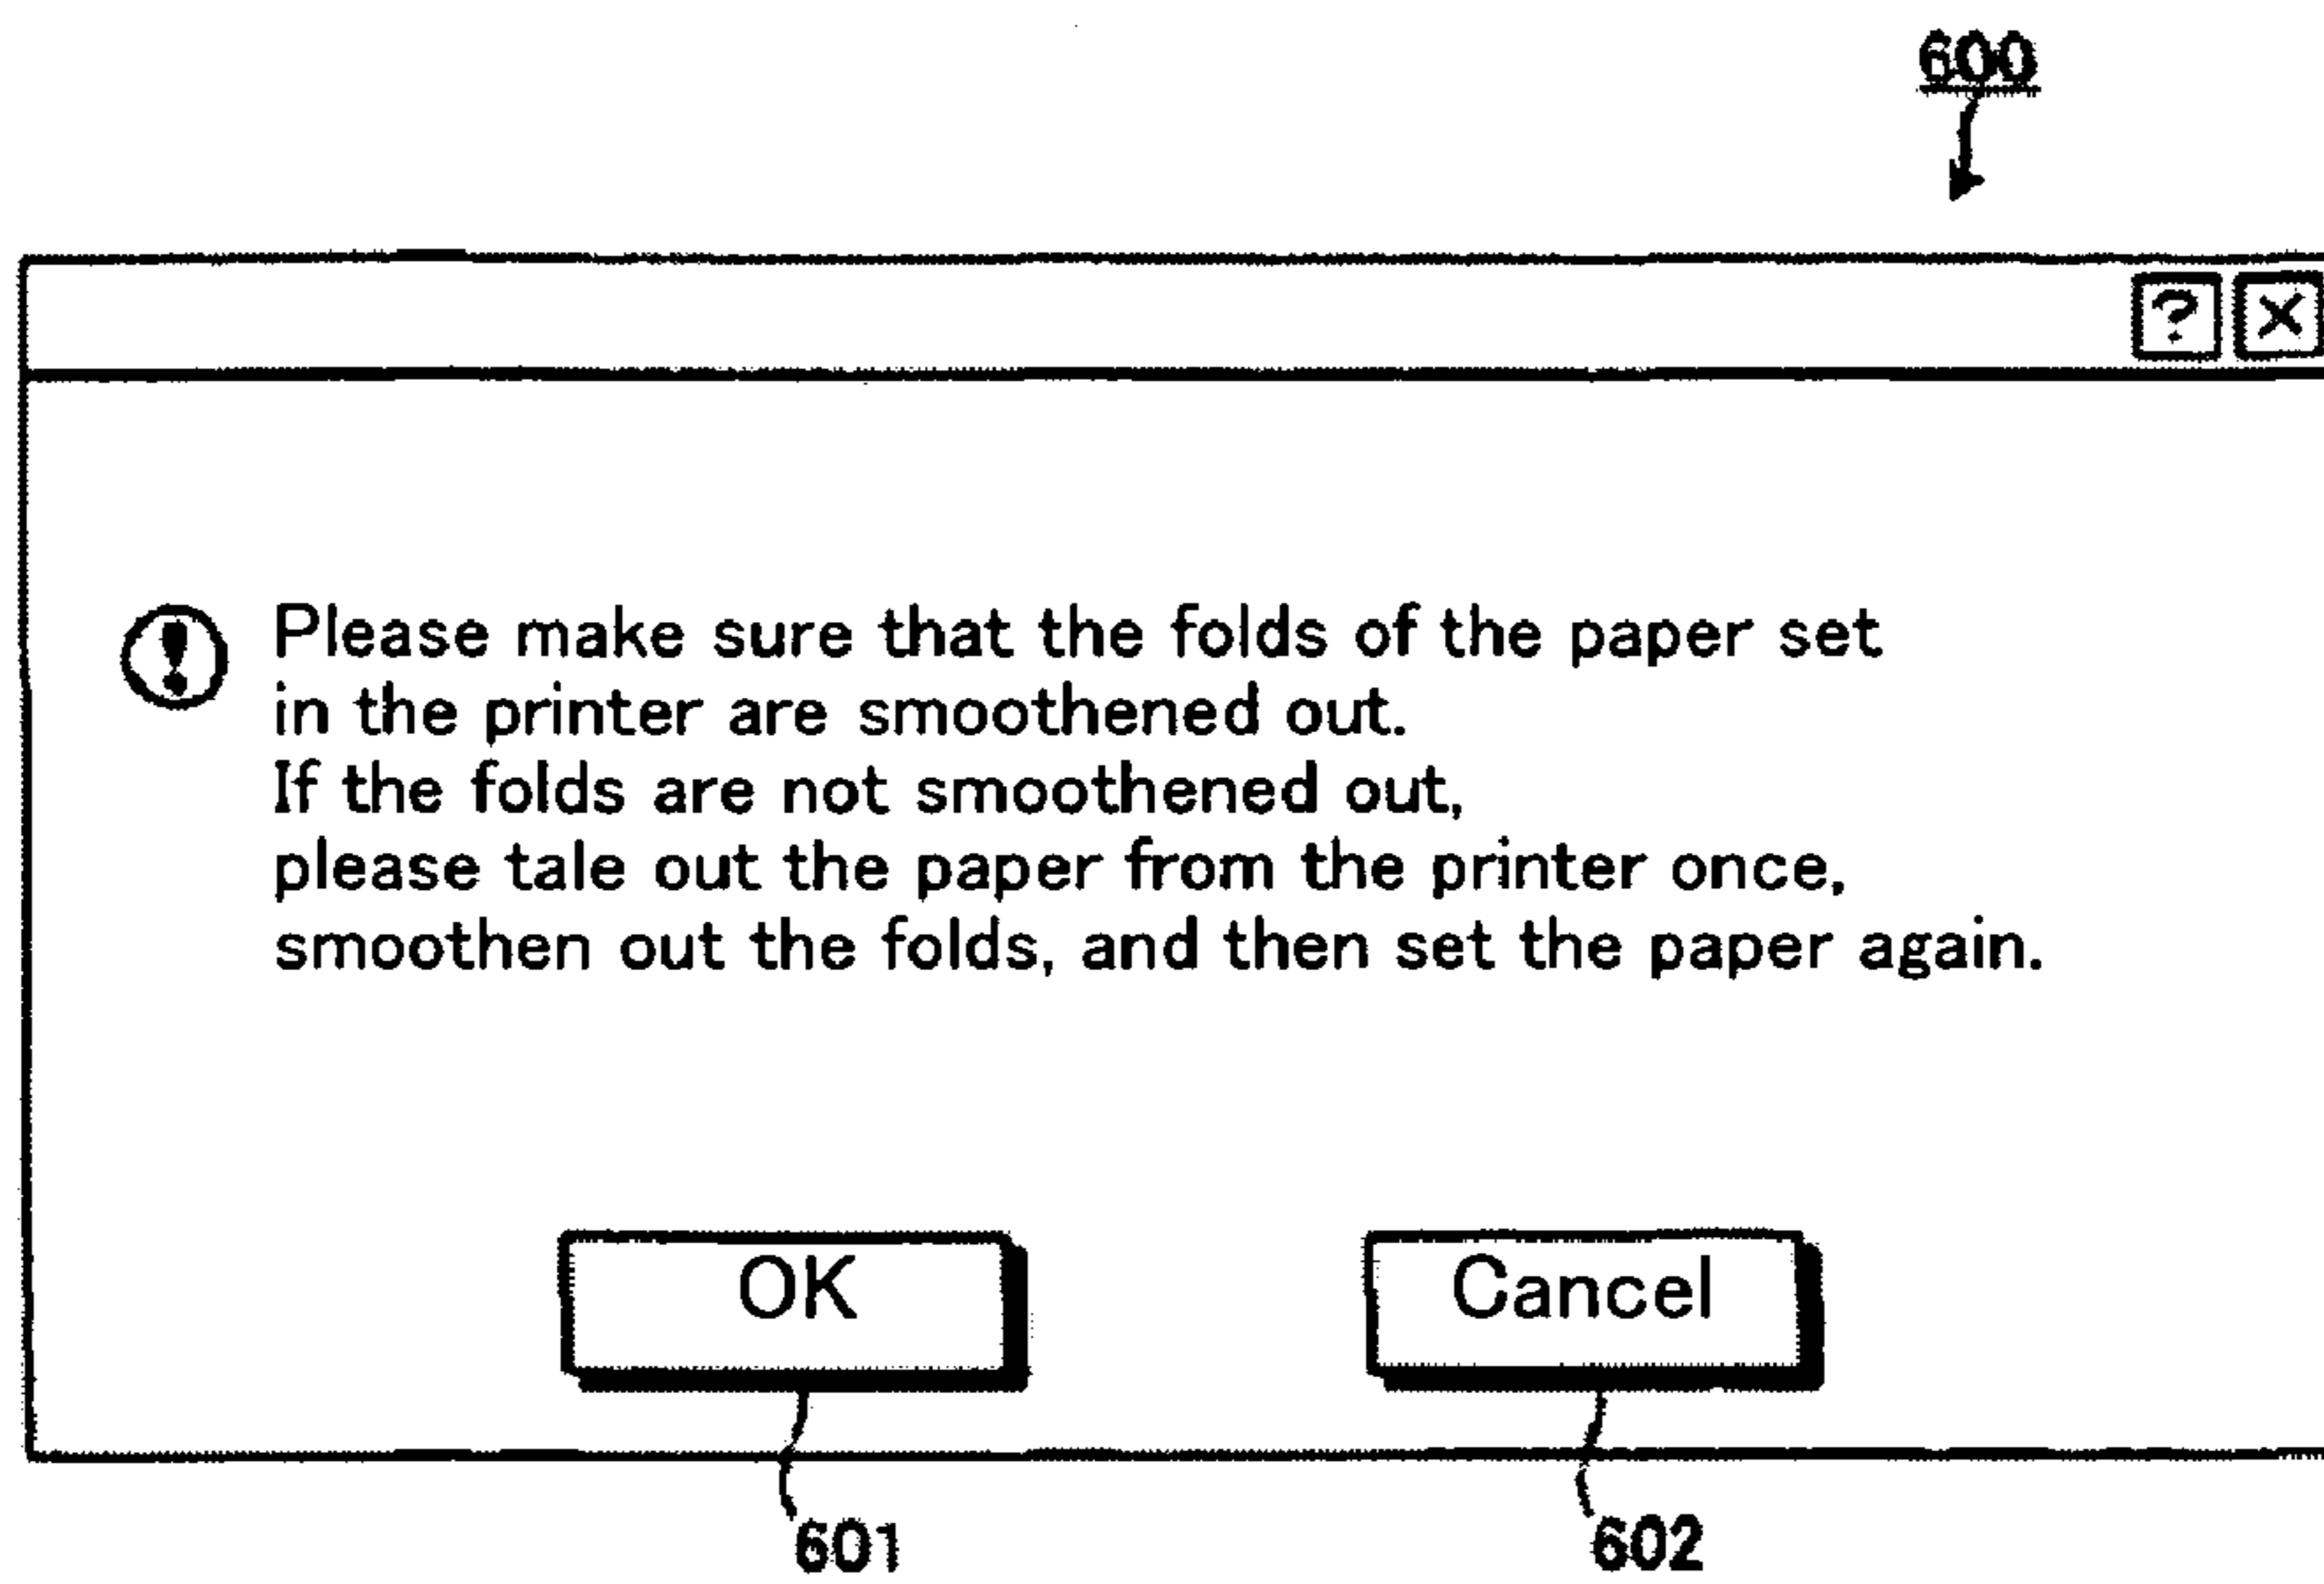 600
? ×
Please make sure that the folds of the paper set
in the printer are smoothened out.
If the folds are not smoothened out,
please tale out the paper from the printer once,
smoothen out the folds, and then set the paper again.
OK Cancel
601 602